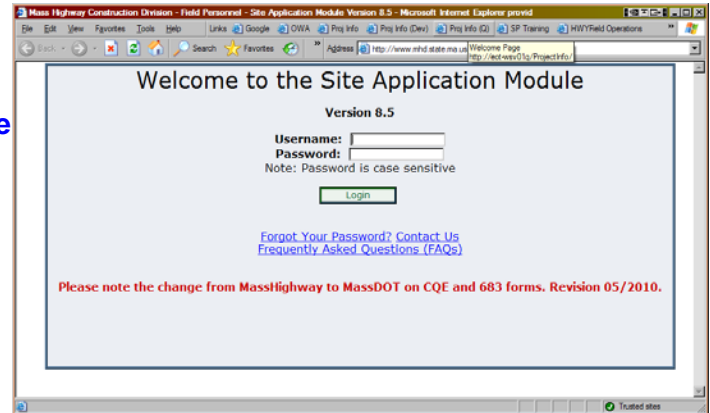 Mass Highway Construction Division - Field Personnel - Site Application Module Version 8.5 - Microsoft Internet Explorer provid
File Edit View Favorites Tools Help Links Google OWA Proj Info Proj Info (Dev) Proj Info (Q) SP Training HWYField Operations »
Back Search Favorites » Address http://www.mhd.state.ma.us
Welcome Page
http://eot-wsv01q/ProjectInfo/
e
Welcome to the Site Application Module
Version 8.5
Username:
Password:
Note: Password is case sensitive
Login
Forgot Your Password? Contact Us
Frequently Asked Questions (FAQs)
Please note the change from MassHighway to MassDOT on CQE and 683 forms. Revision 05/2010.
Trusted sites